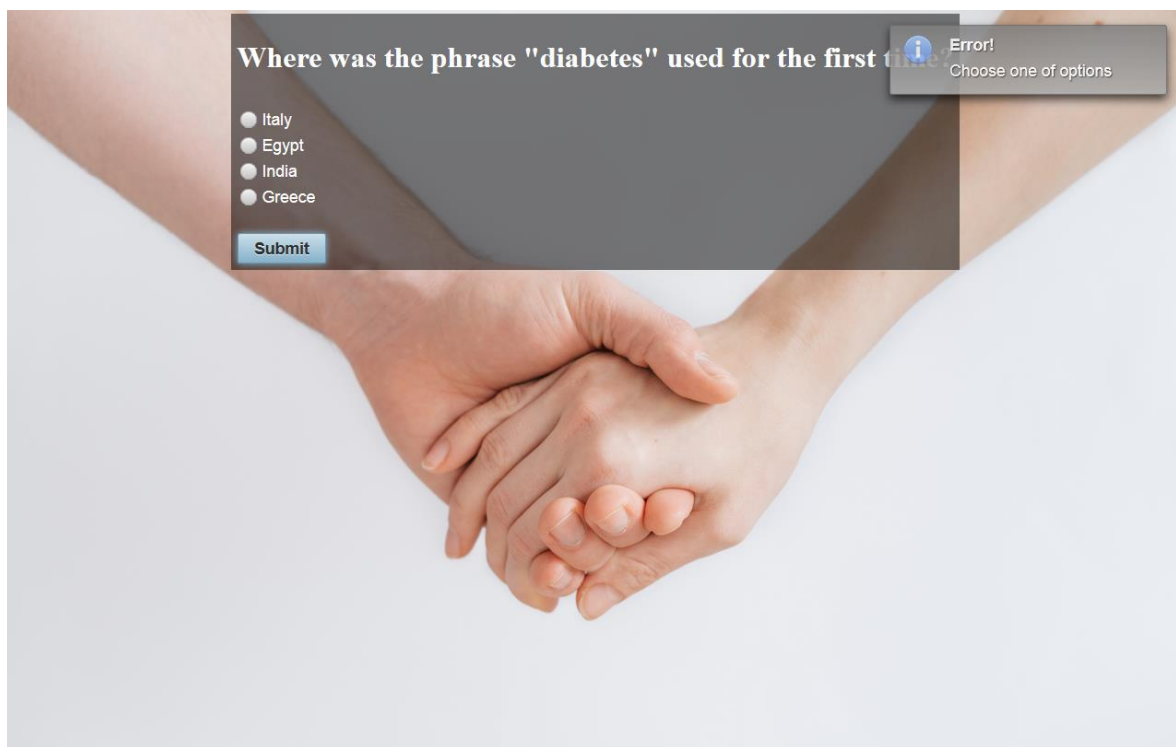 Where was the phrase "diabetes" used for the first time?
Error!
Choose one of options
Italy
Egypt
India
Greece
Submit